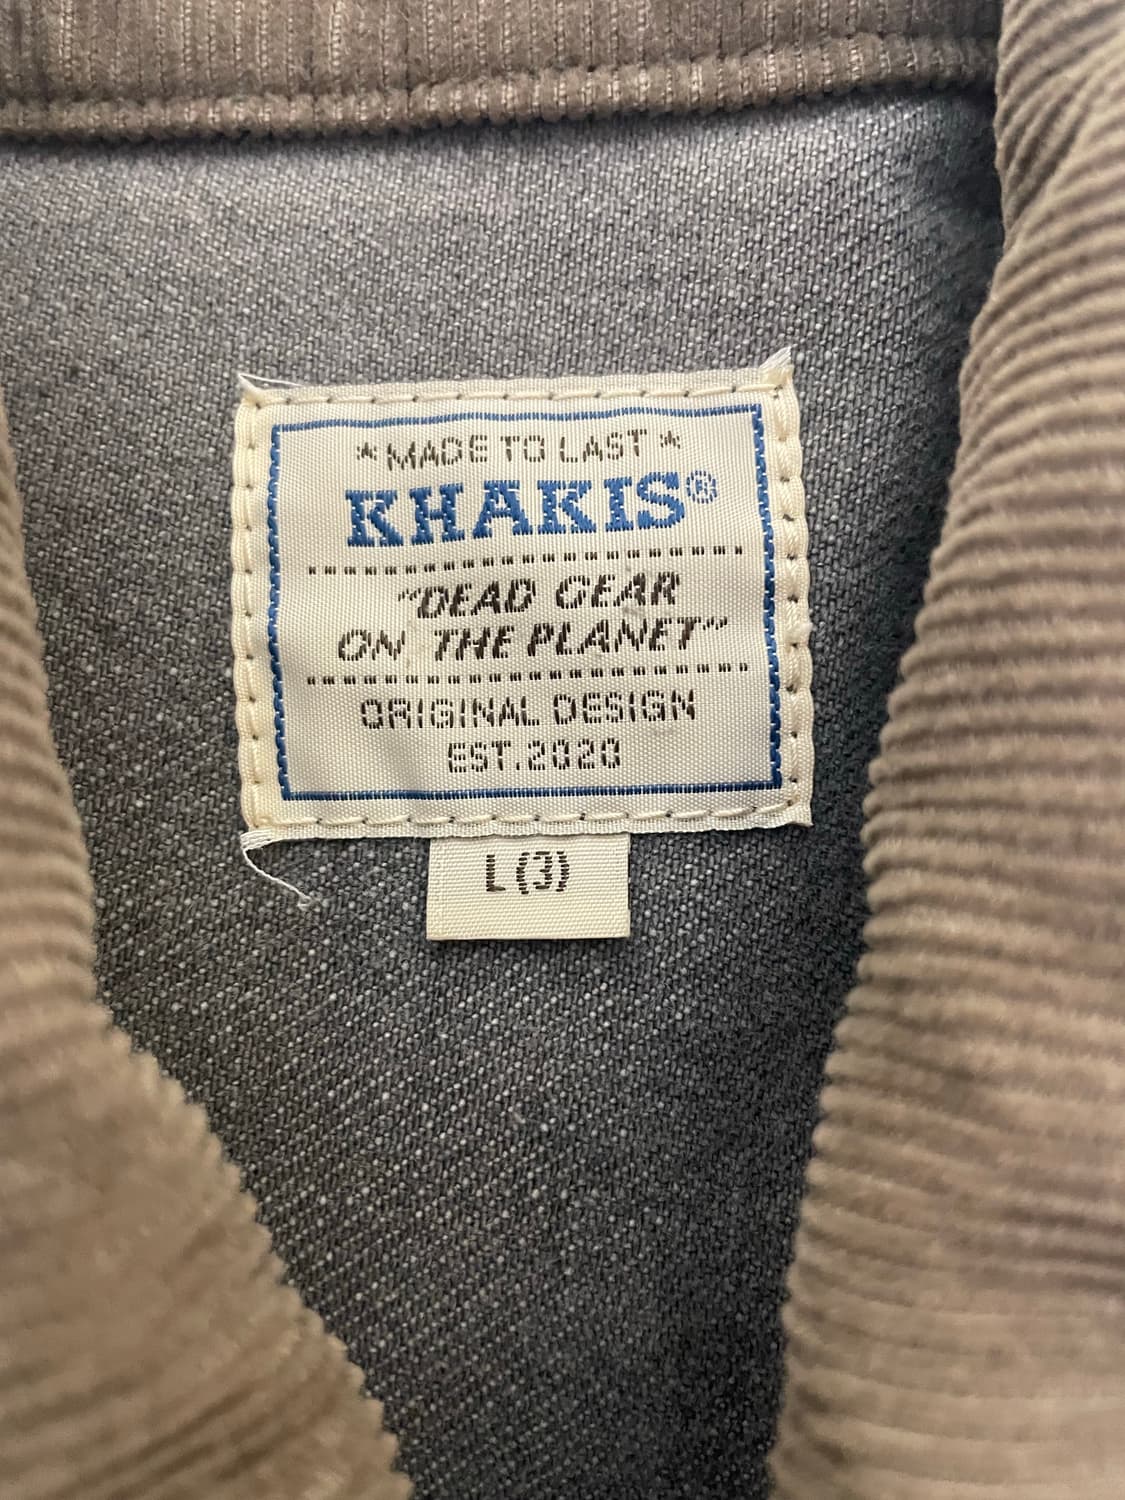 *MADE TO LAST*
KHAKIS®
"DEAD GEAR
ON THE PLANET"
ORIGINAL DESIGN
EST.2020
L(3)